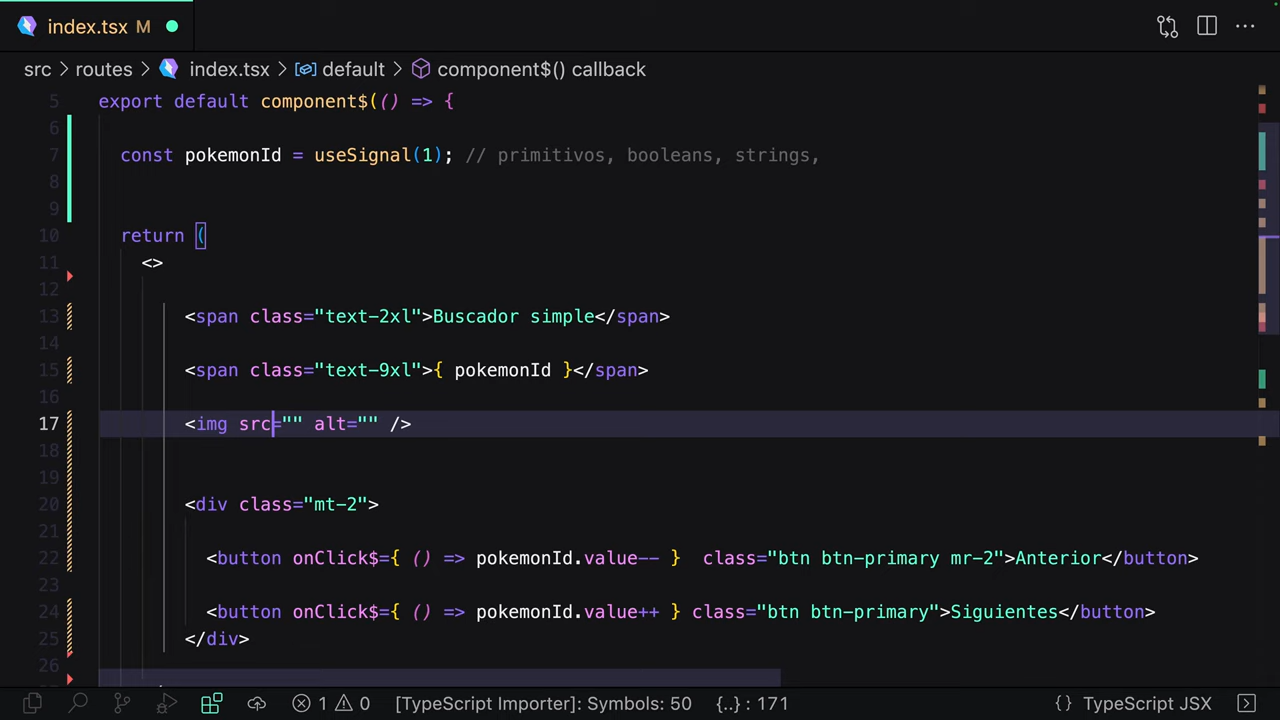 index.tsx M
src > routes > index.tsx > default > component$() callback
5 export default component$(() => {
6
7 const pokemonId = useSignal(1); // primitivos, booleans, strings,
8
9
10 return (
11 <>
12
13 <span class="text-2xl">Buscador simple</span>
14
15 <span class="text-9xl">{ pokemonId }</span>
16
17 <img src="" alt="" />
18
19
20 <div class="mt-2">
21
22 <button onClick$={ () => pokemonId.value-- }  class="btn btn-primary mr-2">Anterior</button>
23
24 <button onClick$={ () => pokemonId.value++ } class="btn btn-primary">Siguientes</button>
25 </div>
26
1 0 [TypeScript Importer]: Symbols: 50 {..} : 171 {} TypeScript JSX